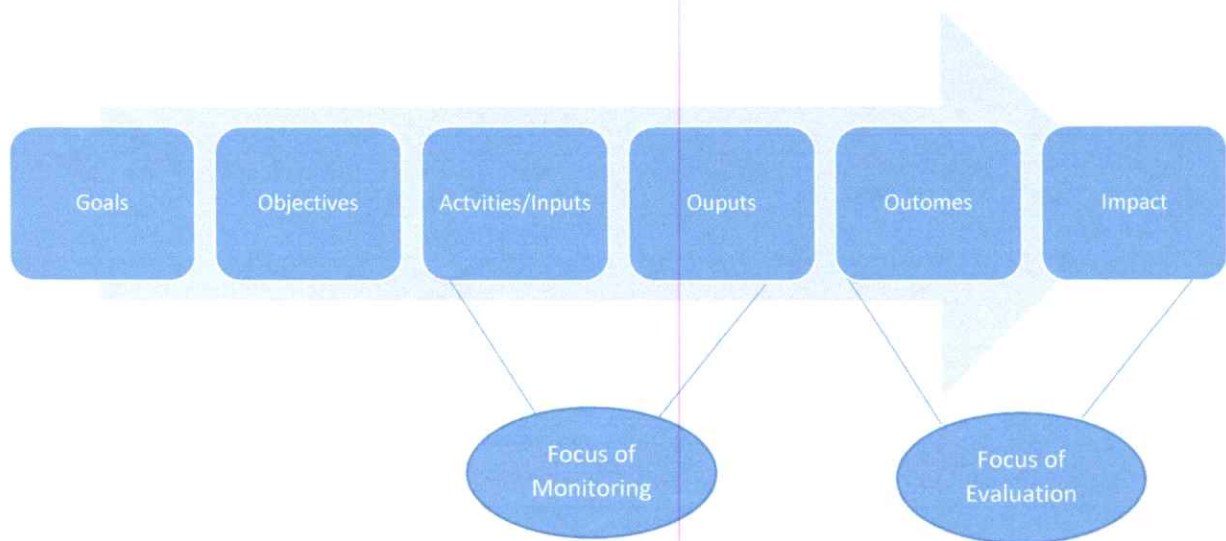 Goals
Objectives
Actvities/Inputs
Ouputs
Outomes
Impact
Focus of
Monitoring
Focus of
Evaluation